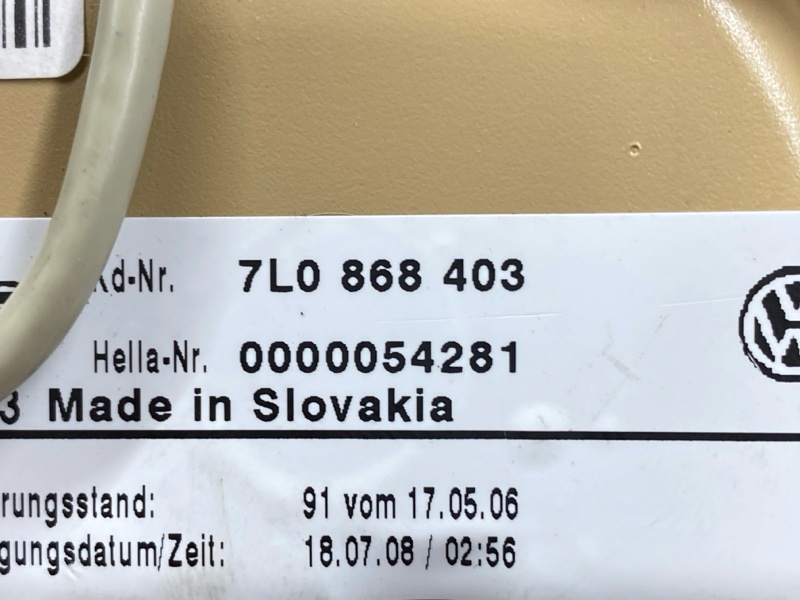 Kd-Nr. 7L0 868 403
Hella-Nr. 0000054281
3 Made in Slovakia
rungsstand: 91 vom 17.05.06
gungsdatum/Zeit: 18.07.08 / 02:56